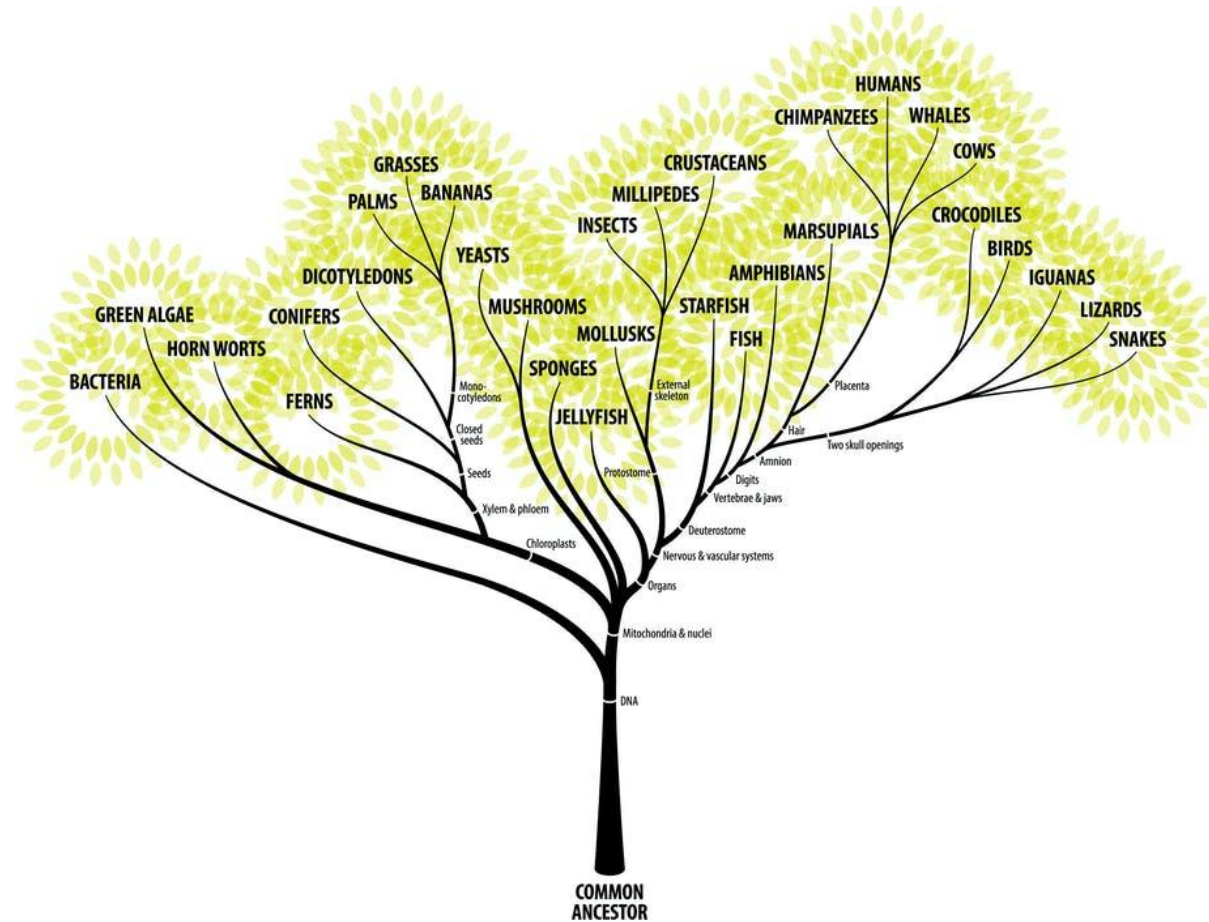 HUMANS
CHIMPANZEES
WHALES
COWS
GRASSES
BANANAS
PALMS
CRUSTACEANS
MILLIPEDES
INSECTS
MARSUPIALS
CROCODILES
BIRDS
IGUANAS
LIZARDS
SNAKES
YEASTS
DICOTYLEDONS
MUSHROOMS
AMPHIBIANS
STARFISH
GREEN ALGAE
CONIFERS
MOLLUSKS
FISH
HORN WORTS
SPONGES
BACTERIA
FERNS
JELLYFISH
Mono-
cotyledons
External
skeleton
Placenta
Closed
seeds
Hair
Two skull openings
Amnion
Seeds
Protostome
Digits
Vertebrae & jaws
Xylem & phloem
Deuterostome
Chloroplasts
Nervous & vascular systems
Organs
Mitochondria & nuclei
DNA
COMMON
ANCESTOR